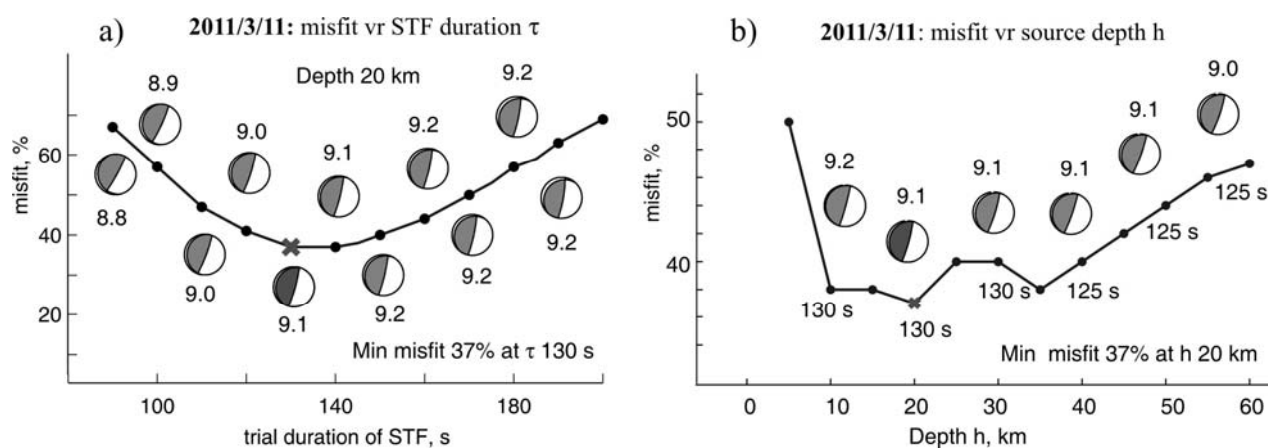 a)
2011/3/11: misfit vr STF duration τ
Depth 20 km
8.9
9.0
9.1
9.2
9.2
8.8
9.0
9.1
9.2
9.2
9.2
misfit, %
60
40
20
Min misfit 37% at τ 130 s
100
140
180
trial duration of STF, s
b)
2011/3/11: misfit vr source depth h
9.2
9.1
9.1
9.1
9.1
9.0
misfit, %
50
40
130 s
130 s
130 s
125 s
125 s
125 s
Min misfit 37% at h 20 km
0
10
20
30
40
50
60
Depth h, km